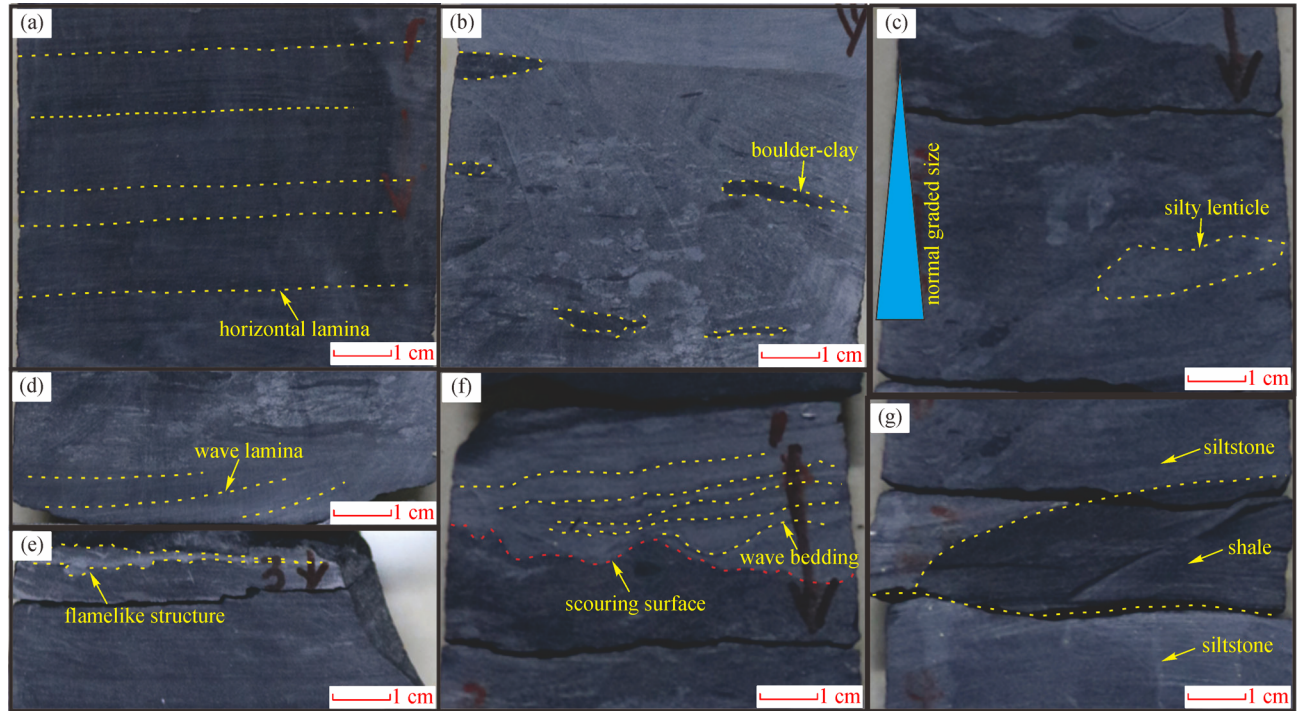 (a)
horizontal lamina
1 cm
(b)
boulder-clay
1 cm
(c)
normal graded size
silty lenticle
1 cm
(d)
wave lamina
1 cm
(e)
flamelike structure
1 cm
(f)
wave bedding
scouring surface
1 cm
(g)
siltstone
shale
siltstone
1 cm